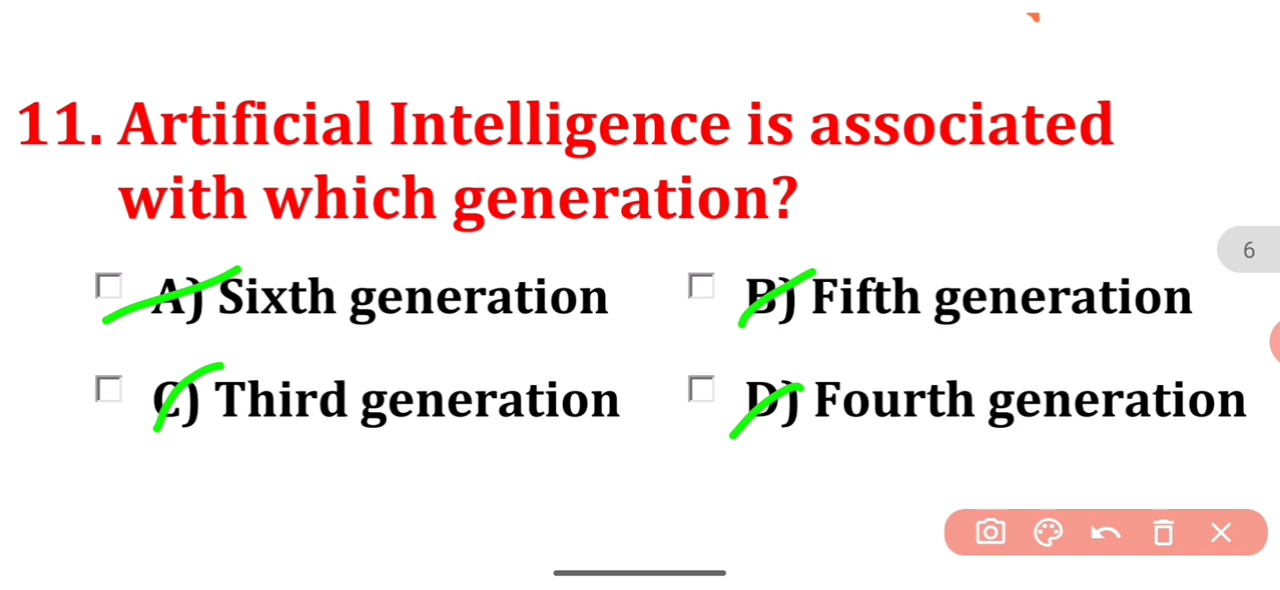 11. Artificial Intelligence is associated
with which generation?
6
A) Sixth generation
B) Fifth generation
C) Third generation
D) Fourth generation